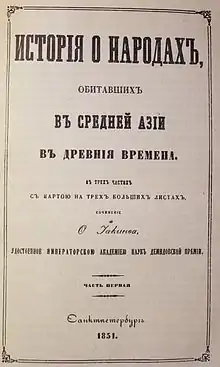 ИСТОРІЯ О НАРОДАХЪ,
ОБИТАВШИХЪ
ВЪ СРЕДНЕЙ АЗІИ
ВЪ ДРЕВНІЯ ВРЕМЕНА.
ВЪ ТРЕХЪ ЧАСТЯХЪ
СЪ КАРТОЮ НА ТРЕХЪ БОЛЬШИХЪ ЛИСТАХЪ,
СОЧИНЕНІЕ
О. Іакинѳа,
УДОСТОЕННОЕ ИМПЕРАТОРСКОЮ АКАДЕМІЕЮ НАУКЪ ДЕМИДОВСКОЙ ПРЕМІИ.
ЧАСТЬ ПЕРВАЯ
Санктпетербургъ.
1851.